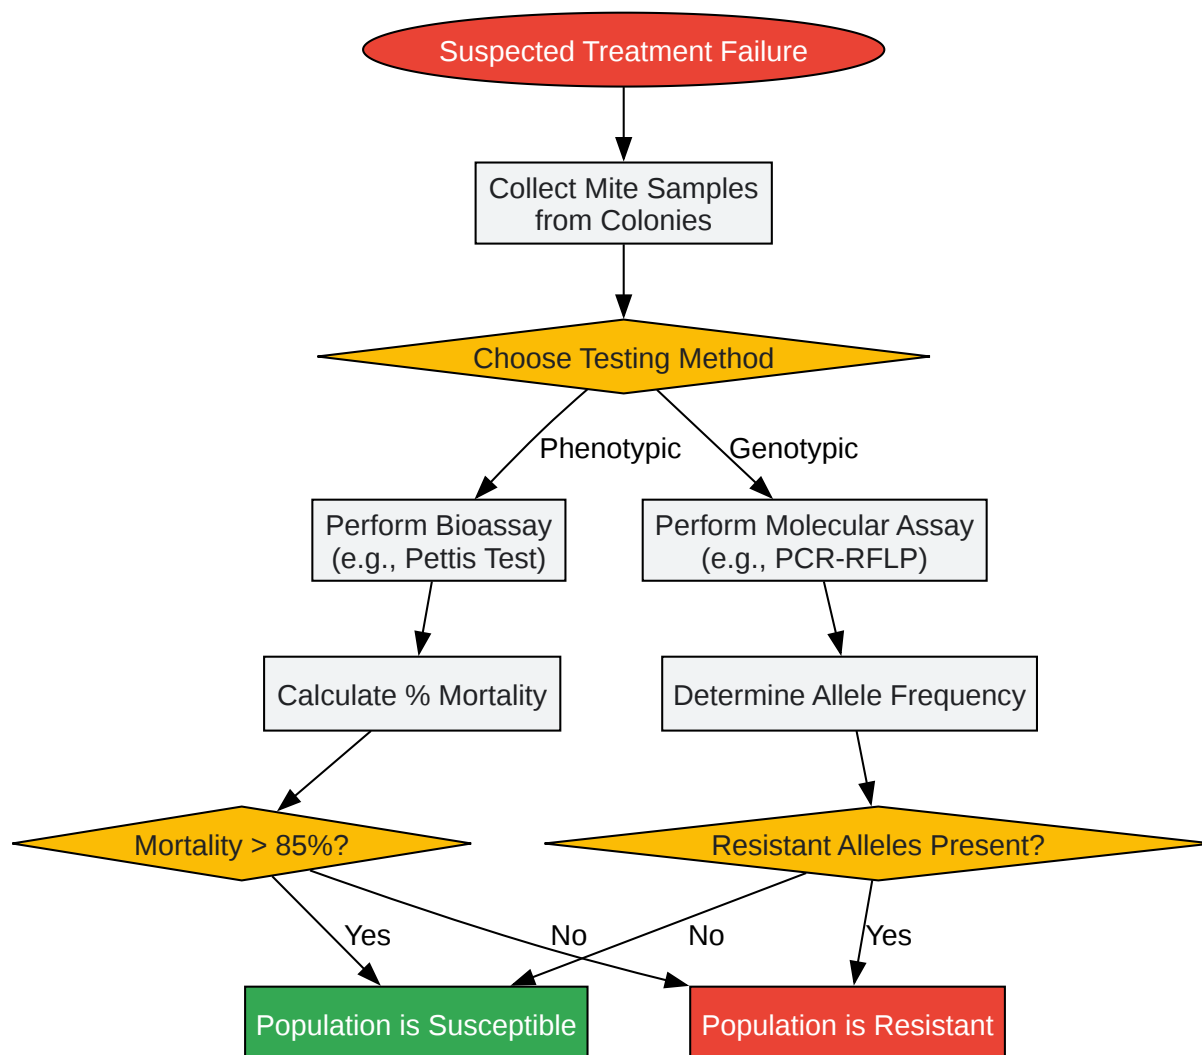 Suspected Treatment Failure
Collect Mite Samples
from Colonies
Choose Testing Method
Phenotypic
Genotypic
Perform Bioassay
(e.g., Pettis Test)
Perform Molecular Assay
(e.g., PCR-RFLP)
Calculate % Mortality
Determine Allele Frequency
Mortality > 85%?
Resistant Alleles Present?
Yes
No
No
Yes
Population is Susceptible
Population is Resistant